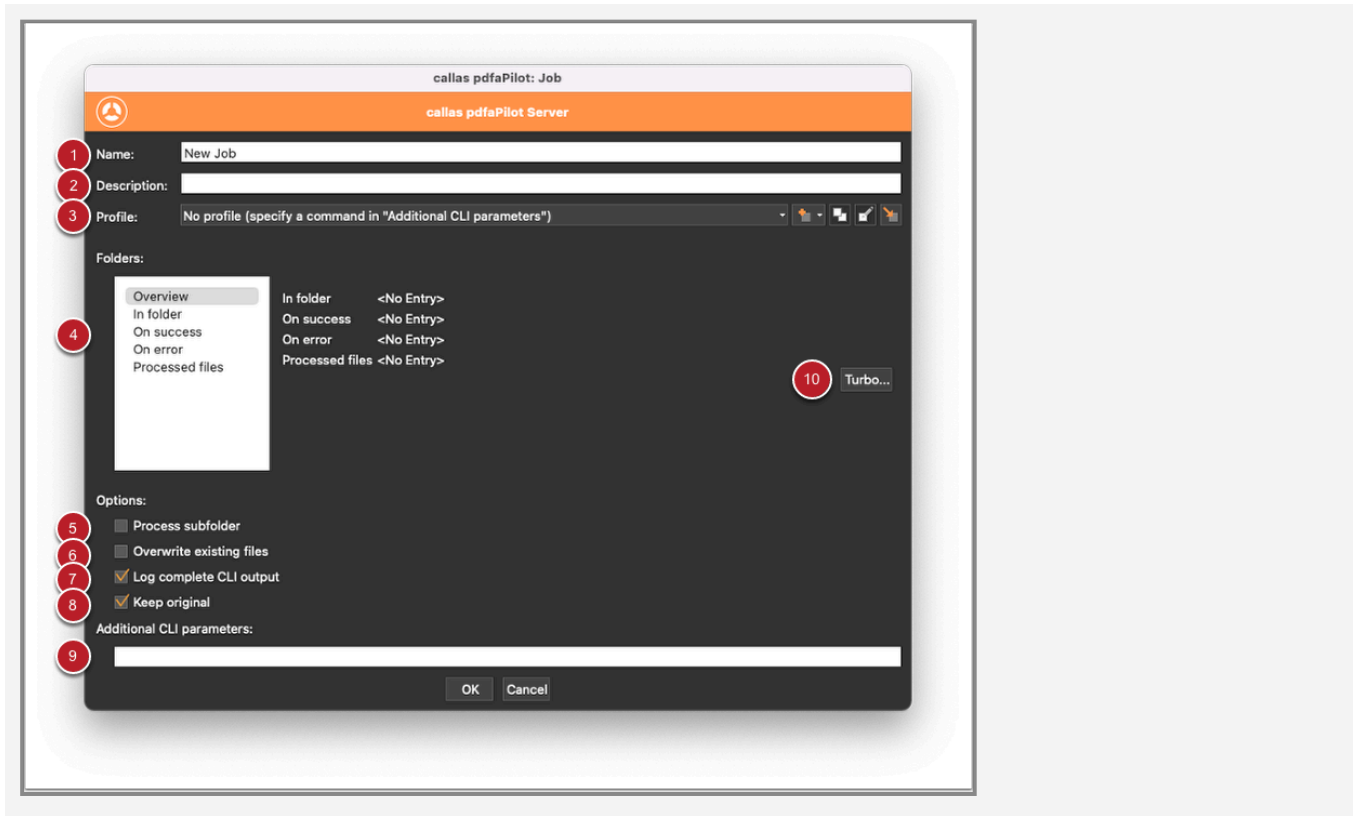 callas pdfaPilot: Job
callas pdfaPilot Server
1 Name: New Job
2 Description:
3 Profile: No profile (specify a command in "Additional CLI parameters")
Folders:
4
Overview
In folder
On success
On error
Processed files
In folder <No Entry>
On success <No Entry>
On error <No Entry>
Processed files <No Entry>
10 Turbo...
Options:
5 Process subfolder
6 Overwrite existing files
7 Log complete CLI output
8 Keep original
Additional CLI parameters:
9
OK Cancel